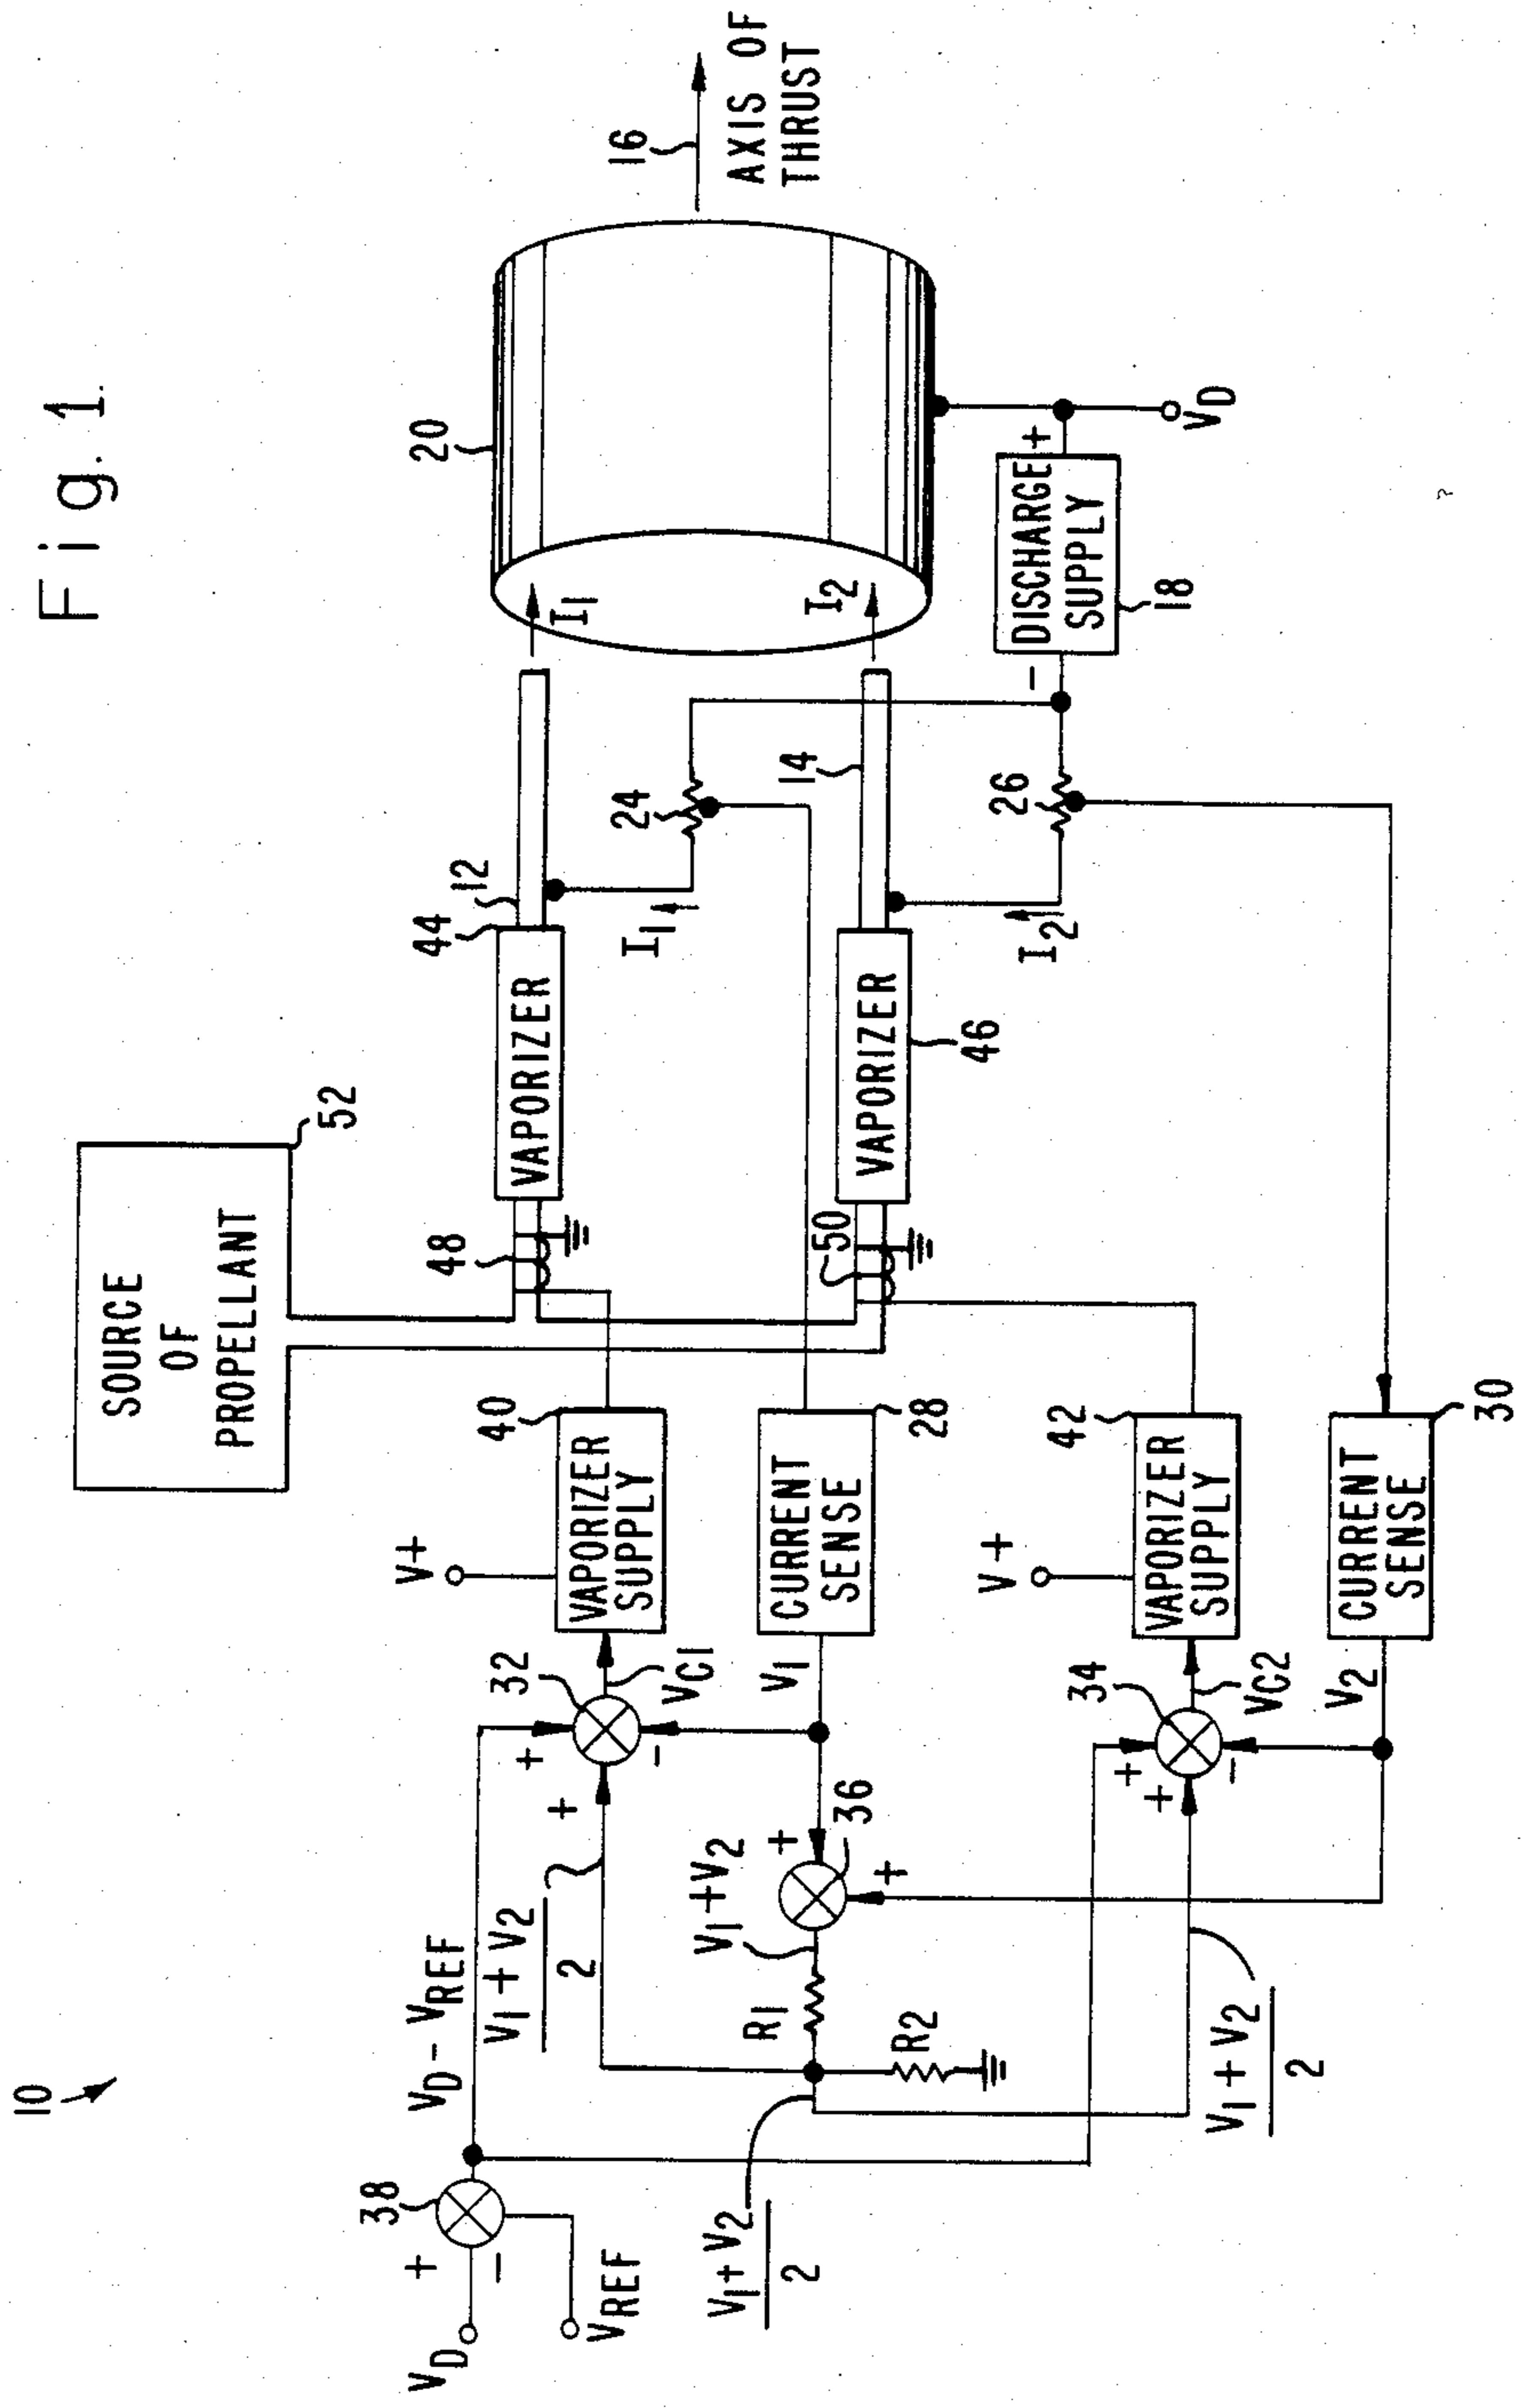 Fig. 1.
10
SOURCE
OF
PROPELLANT
52
20
16
AXIS OF
THRUST
44
12
VAPORIZER
48
I1
I1
24
40
VAPORIZER
SUPPLY
V+
32
VC1
+
-
+
VD - VREF
V1 + V2
2
38
+
-
VD
VREF
CURRENT
SENSE
28
V1
36
+
+
V1 + V2
R1
R2
V1 + V2
2
VAPORIZER
46
14
50
I2
I2
26
DISCHARGE
SUPPLY
18
+
-
VD
VAPORIZER
SUPPLY
42
V+
34
VC2
+
+
-
V1 + V2
2
CURRENT
SENSE
30
V2